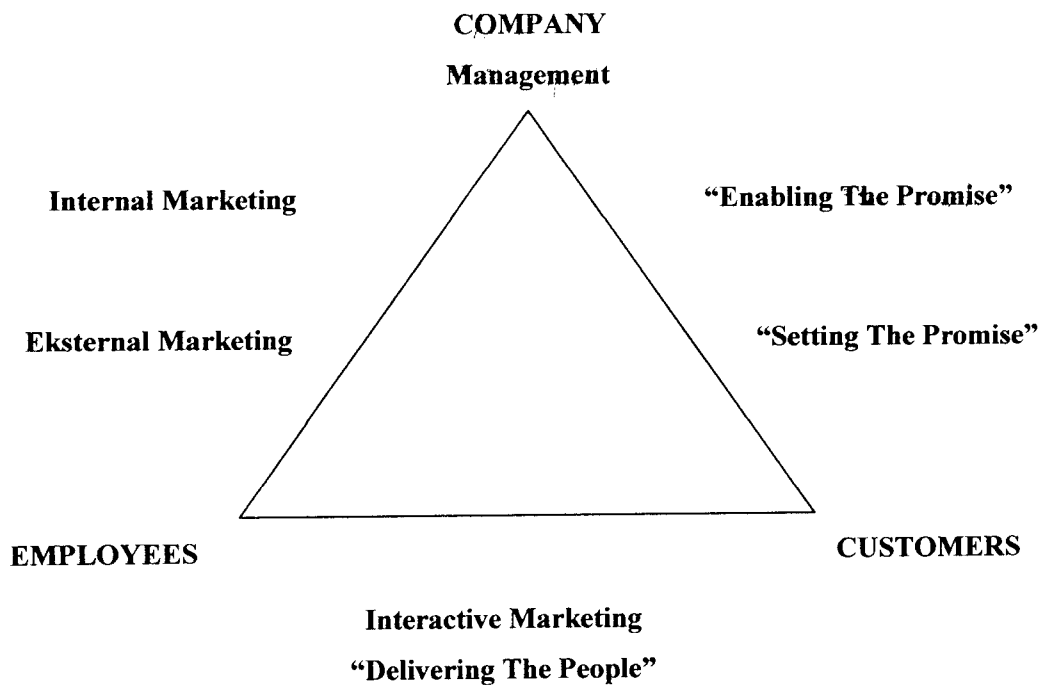 COMPANY
Management
Internal Marketing
“Enabling The Promise”
Eksternal Marketing
“Setting The Promise”
EMPLOYEES
CUSTOMERS
Interactive Marketing
“Delivering The People”